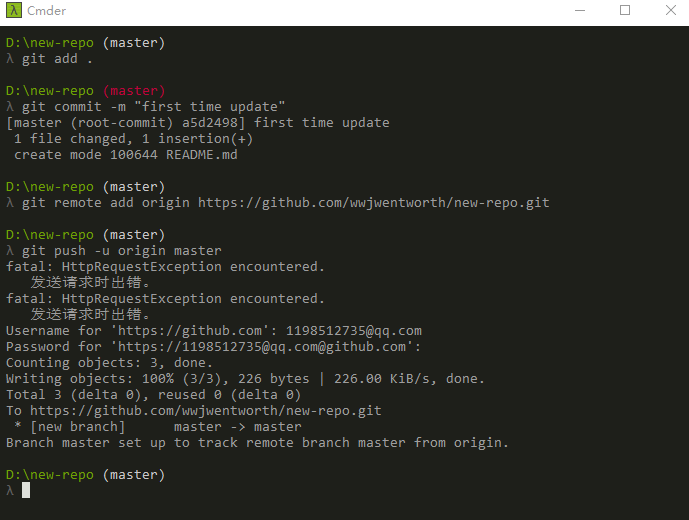 λ Cmder
D:\new-repo (master)
λ git add .
D:\new-repo (master)
λ git commit -m "first time update"
[master (root-commit) a5d2498] first time update
 1 file changed, 1 insertion(+)
 create mode 100644 README.md
D:\new-repo (master)
λ git remote add origin https://github.com/wwjwentworth/new-repo.git
D:\new-repo (master)
λ git push -u origin master
fatal: HttpRequestException encountered.
   发送请求时出错。
fatal: HttpRequestException encountered.
   发送请求时出错。
Username for 'https://github.com': 1198512735@qq.com
Password for 'https://1198512735@qq.com@github.com':
Counting objects: 3, done.
Writing objects: 100% (3/3), 226 bytes | 226.00 KiB/s, done.
Total 3 (delta 0), reused 0 (delta 0)
To https://github.com/wwjwentworth/new-repo.git
 * [new branch]      master -> master
Branch master set up to track remote branch master from origin.
D:\new-repo (master)
λ